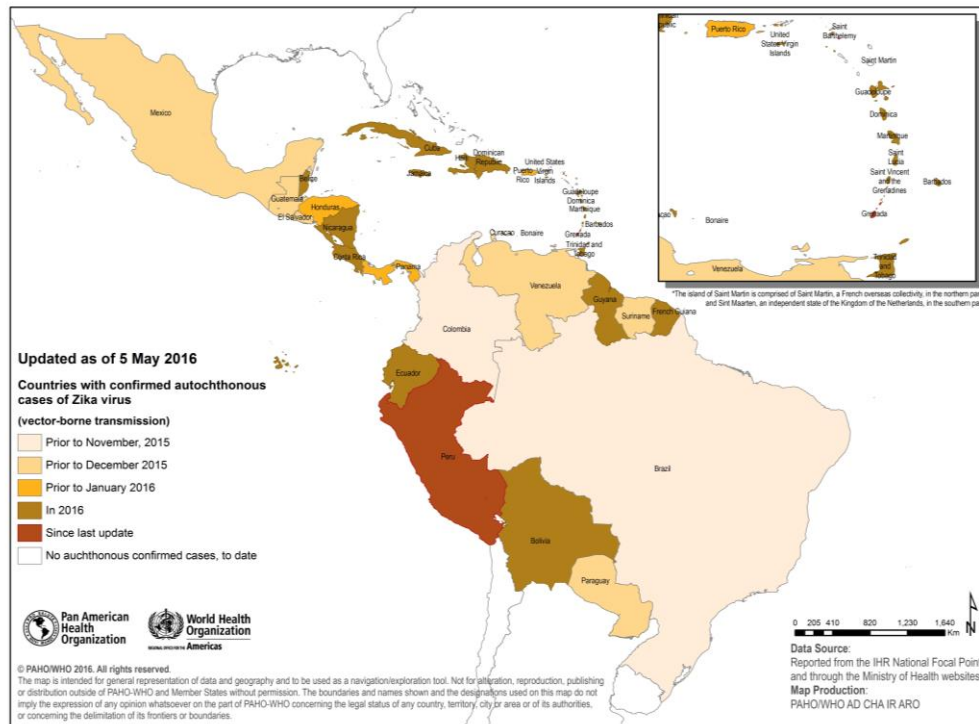 Mexico
Belize
Guatemala
Honduras
El Salvador
Nicaragua
Costa Rica
Panama
Cuba
Jamaica
Haiti
Dominican
Republic
Puerto
Rico
United States
Virgin
Islands
Guadeloupe
Dominica
Martinique
Barbados
Grenada
Trinidad and
Tobago
Curacao
Bonaire
Venezuela
Guyana
Suriname
French Guiana
Colombia
Ecuador
Peru
Brazil
Bolivia
Paraguay
Puerto Rico
United
States Virgin
Islands
Saint
Barthplemy
Saint Martin
Guadeloupe
Dominica
Martinique
Saint
Lucia
Saint Vincent
and the
Grenadines
Barbados
Grenada
Bonaire
Venezuela
Trinidad
and
Tobago
*The island of Saint Martin is comprised of Saint Martin, a French overseas collectivity, in the northern par
and Sint Maarten, an independent state of the Kingdom of the Netherlands, in the southern pa
Updated as of 5 May 2016
Countries with confirmed autochthonous
cases of Zika virus
(vector-borne transmission)
Prior to November, 2015
Prior to December 2015
Prior to January 2016
In 2016
Since last update
No auchthonous confirmed cases, to date
Pan American
Health
Organization
World Health
Organization
REGIONAL OFFICE FOR THE Americas
0 205 410 820 1,230 1,640
Km
N
Data Source:
Reported from the IHR National Focal Point
and through the Ministry of Health websites
Map Production:
PAHO/WHO AD CHA IR ARO
© PAHO/WHO 2016. All rights reserved.
The map is intended for general representation of data and geography and to be used as a navigation/exploration tool. Not for alteration, reproduction, publishing
or distribution outside of PAHO-WHO and Member States without permission. The boundaries and names shown and the designations used on this map do not
imply the expression of any opinion whatsoever on the part of PAHO-WHO concerning the legal status of any country, territory, city or area or of its authorities,
or concerning the delimitation of its frontiers or boundaries.